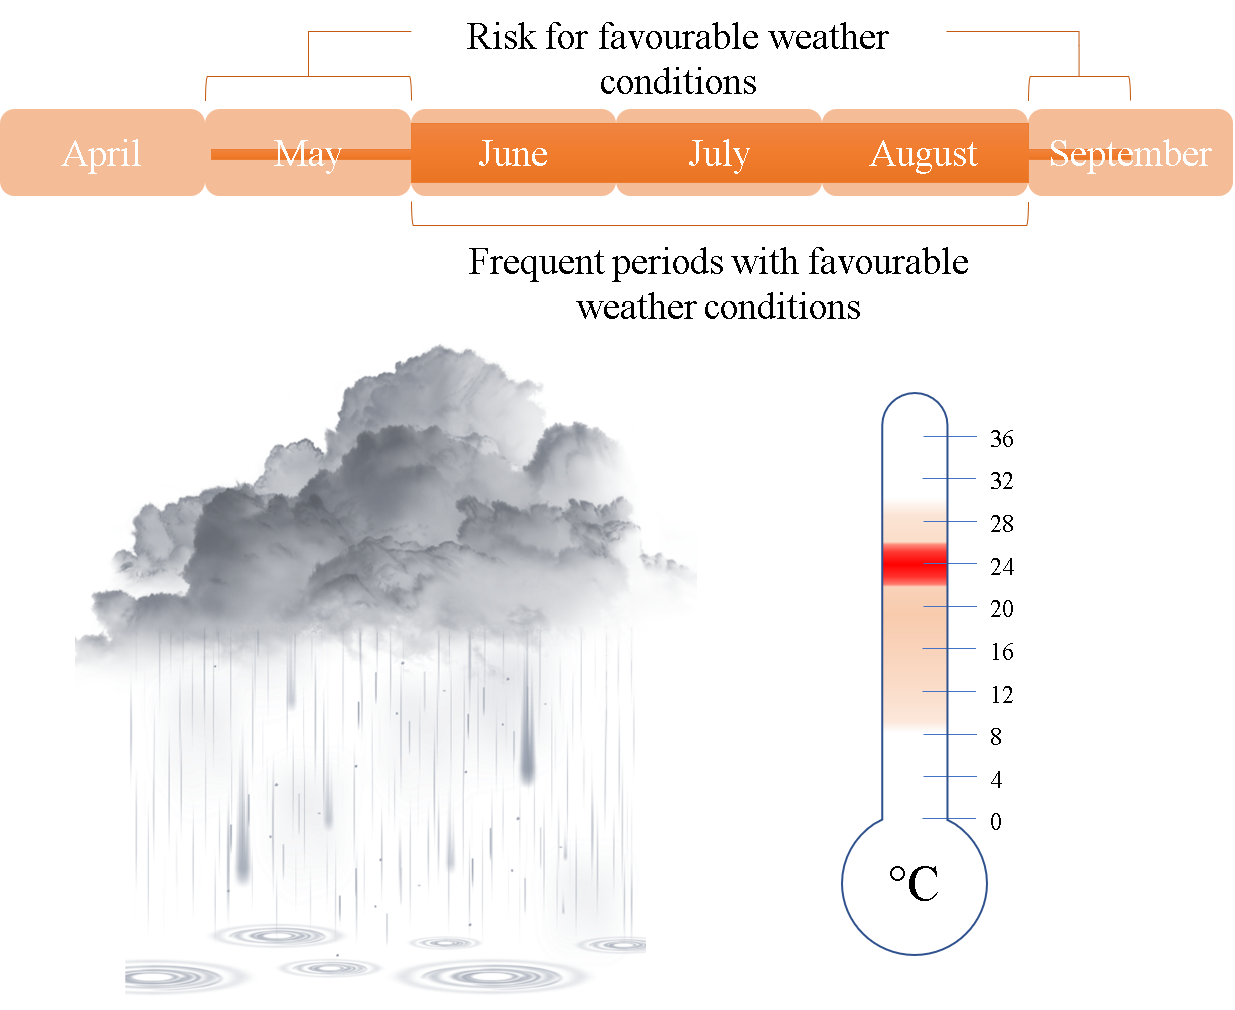 Risk for favourable weather
conditions
April
May
June
July
August
September
Frequent periods with favourable
weather conditions
36
32
28
24
20
16
12
8
4
0
°C